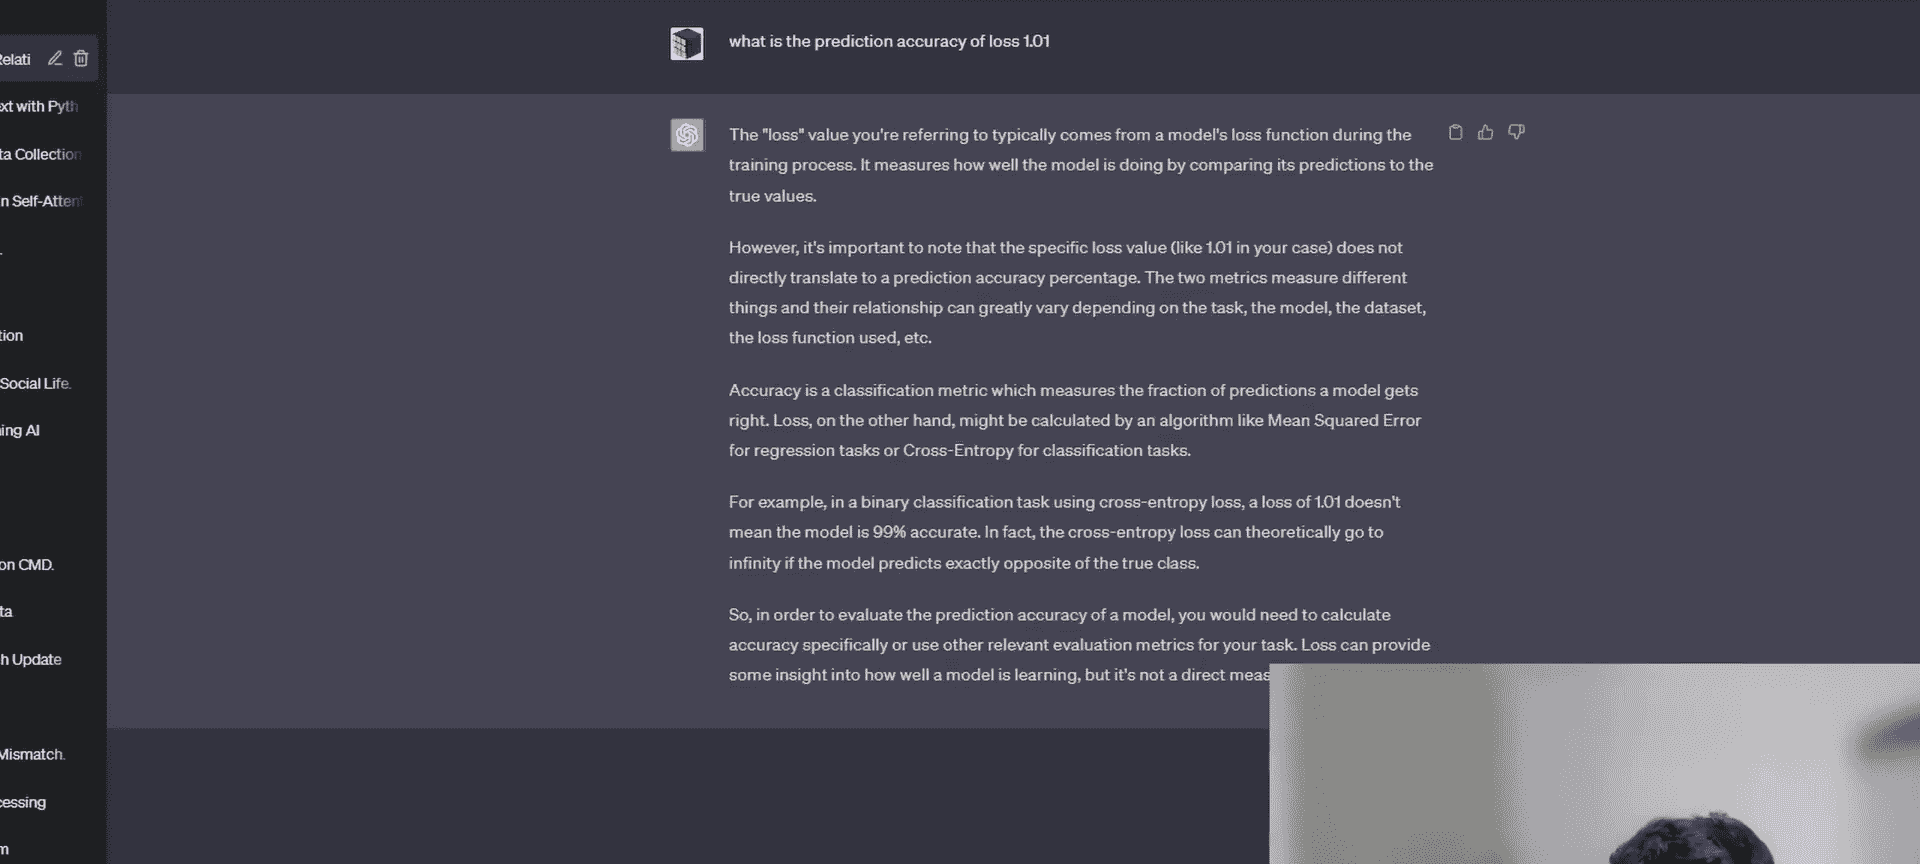 Relati
what is the prediction accuracy of loss 1.01
ext with Pyth
ta Collection
n Self-Atten
tion
Social Life.
ning AI
on CMD.
ta
h Update
Mismatch.
cessing
m
The "loss" value you're referring to typically comes from a model's loss function during the
training process. It measures how well the model is doing by comparing its predictions to the
true values.
However, it's important to note that the specific loss value (like 1.01 in your case) does not
directly translate to a prediction accuracy percentage. The two metrics measure different
things and their relationship can greatly vary depending on the task, the model, the dataset,
the loss function used, etc.
Accuracy is a classification metric which measures the fraction of predictions a model gets
right. Loss, on the other hand, might be calculated by an algorithm like Mean Squared Error
for regression tasks or Cross-Entropy for classification tasks.
For example, in a binary classification task using cross-entropy loss, a loss of 1.01 doesn't
mean the model is 99% accurate. In fact, the cross-entropy loss can theoretically go to
infinity if the model predicts exactly opposite of the true class.
So, in order to evaluate the prediction accuracy of a model, you would need to calculate
accuracy specifically or use other relevant evaluation metrics for your task. Loss can provide
some insight into how well a model is learning, but it's not a direct meas